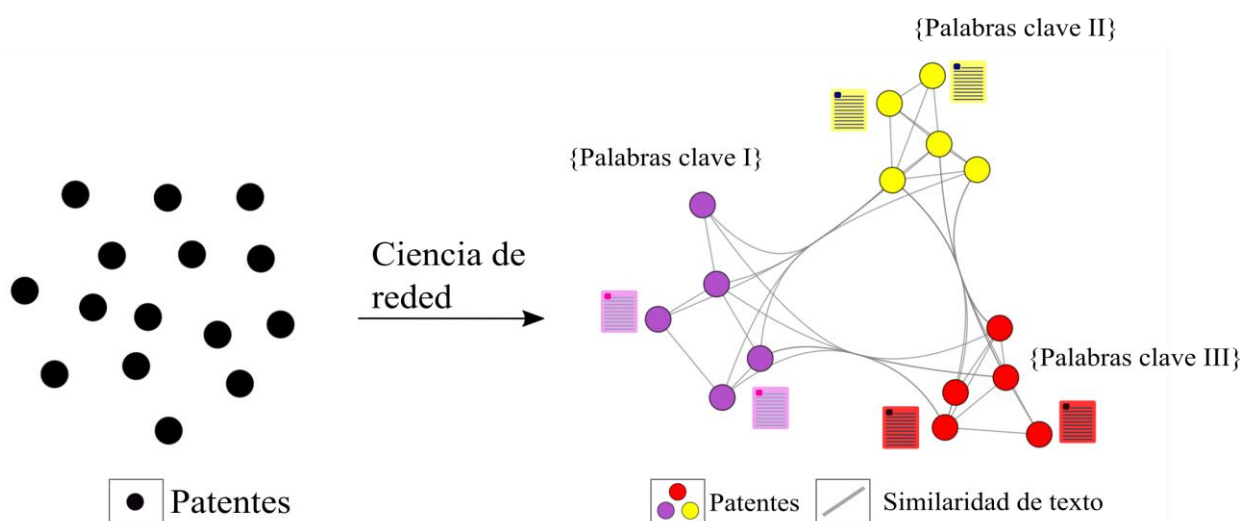 {Palabras clave II}
{Palabras clave I}
Ciencia de
reded
{Palabras clave III}
Patentes
Patentes
Similaridad de texto